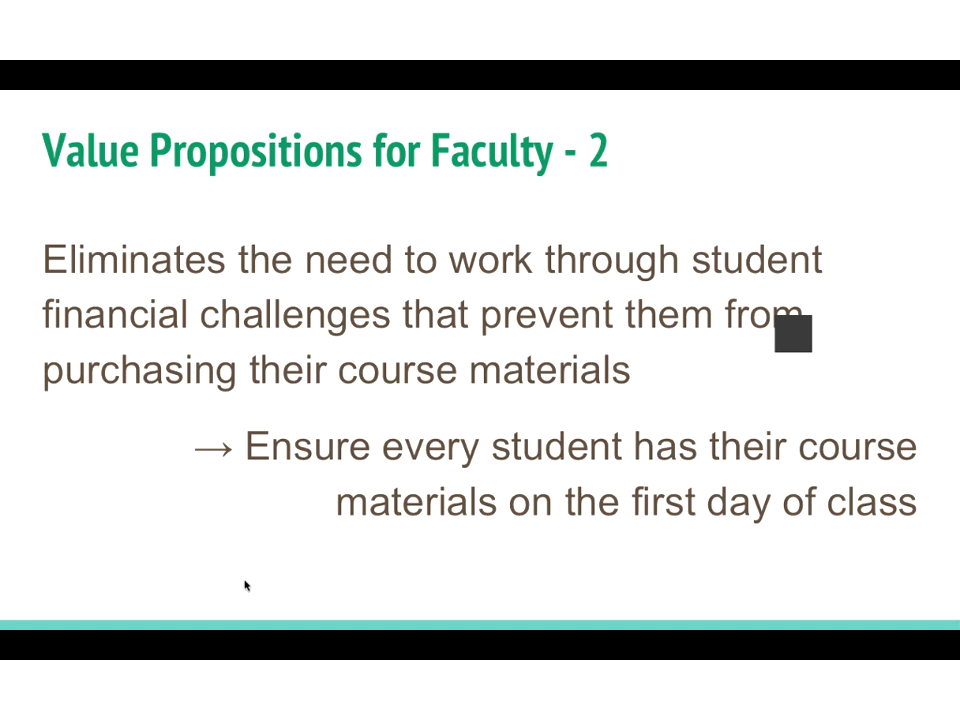 Value Propositions for Faculty - 2
Eliminates the need to work through student
financial challenges that prevent them from
purchasing their course materials
→ Ensure every student has their course
materials on the first day of class